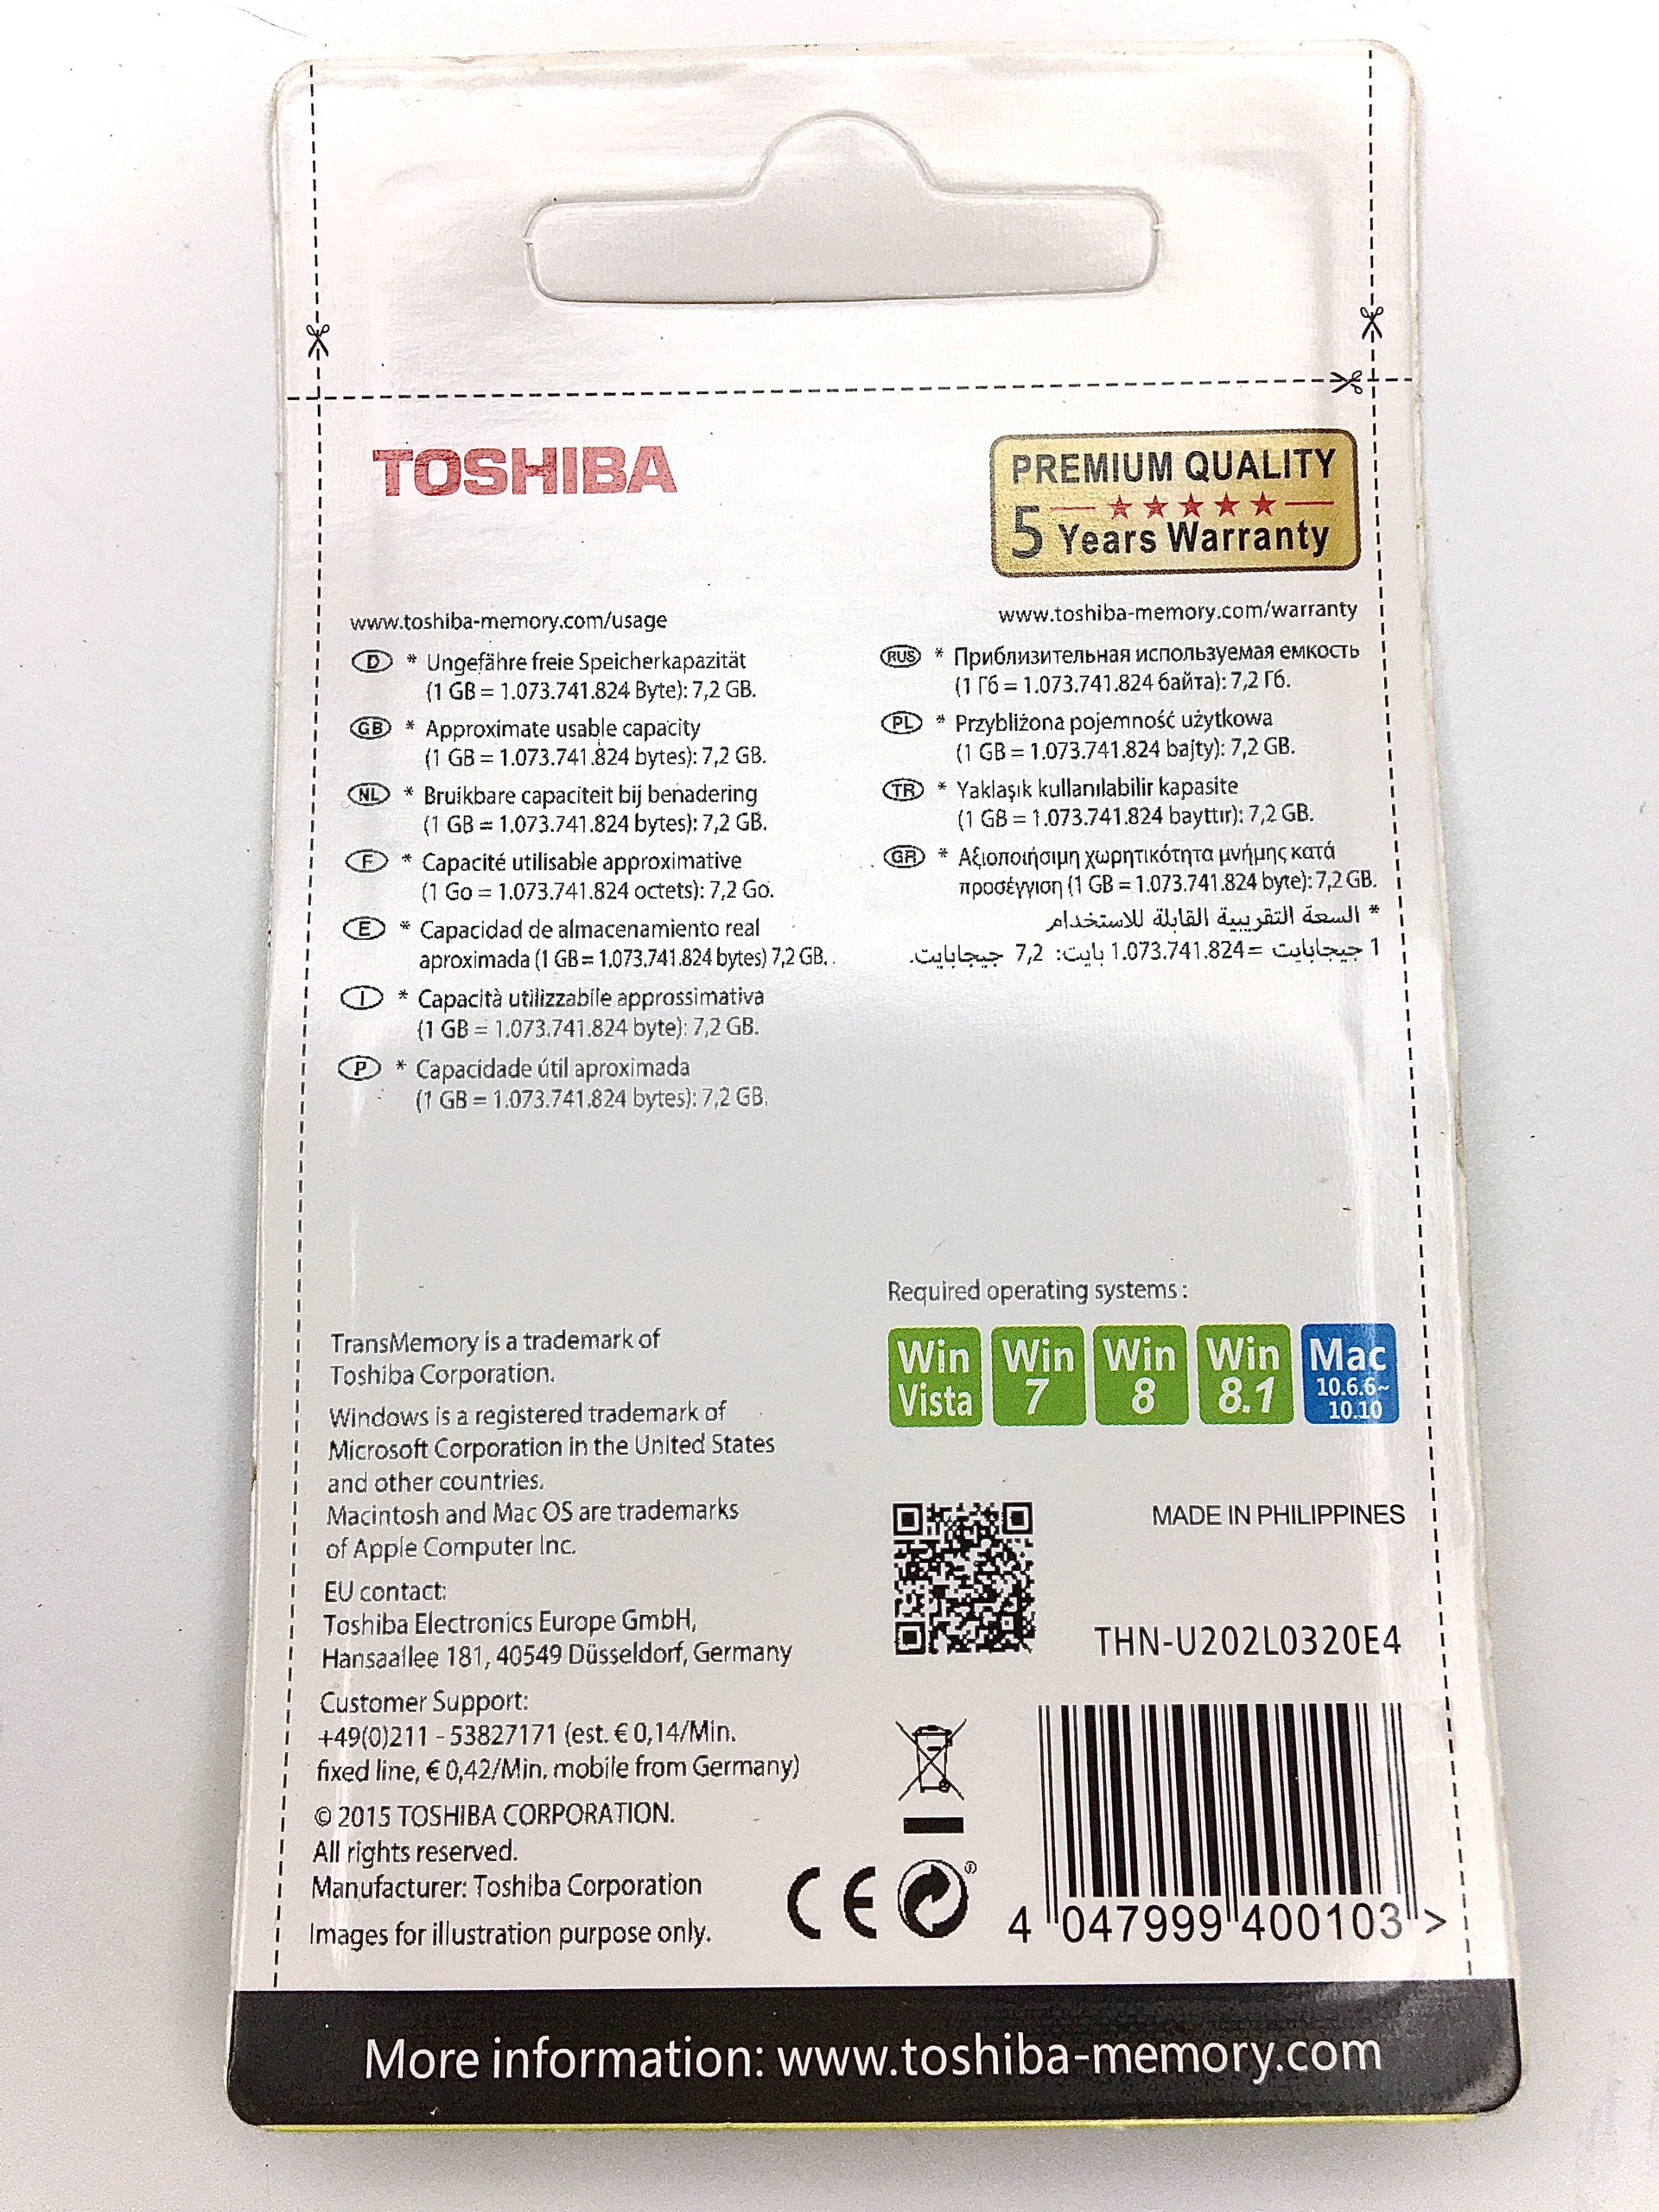 TOSHIBA
PREMIUM QUALITY
5 Years Warranty
www.toshiba-memory.com/usage
D * Ungefähre freie Speicherkapazität
(1 GB = 1.073.741.824 Byte): 7,2 GB.
GB * Approximate usable capacity
(1 GB = 1.073.741.824 bytes): 7,2 GB.
NL * Bruikbare capaciteit bij benadering
(1 GB = 1.073.741.824 bytes): 7,2 GB.
F * Capacité utilisable approximative
(1 Go = 1.073.741.824 octets): 7,2 Go.
E * Capacidad de almacenamiento real
aproximada (1 GB= 1.073.741.824 bytes) 7,2 GB.
I * Capacità utilizzabile approssimativa
(1 GB = 1.073.741.824 byte): 7,2 GB.
P * Capacidade útil aproximada
(1 GB = 1.073.741.824 bytes): 7,2 GB.
www.toshiba-memory.com/warranty
RUS * Приблизительная используемая емкость
(1 Гб = 1.073.741.824 байта): 7,2 Гб.
PL * Przybliżona pojemność użytkowa
(1 GB = 1.073.741.824 bajty): 7,2 GB.
TR * Yaklaşık kullanılabilir kapasite
(1 GB = 1.073.741.824 bayttır): 7,2 GB.
GR * Αξιοποιήσιμη χωρητικότητα μνήμης κατά
προσέγγιση (1 GB = 1.073.741.824 byte): 7,2 GB.
* السعة التقريبية القابلة للاستخدام
1 جيجابايت =1.073.741.824 بايت: 7,2 جيجابايت.
TransMemory is a trademark of
Toshiba Corporation.
Windows is a registered trademark of
Microsoft Corporation in the United States
and other countries.
Macintosh and Mac OS are trademarks
of Apple Computer Inc.
EU contact:
Toshiba Electronics Europe GmbH,
Hansaallee 181, 40549 Düsseldorf, Germany
Customer Support:
+49(0)211 - 53827171 (est. € 0,14/Min.
fixed line, € 0,42/Min. mobile from Germany)
© 2015 TOSHIBA CORPORATION.
All rights reserved.
Manufacturer: Toshiba Corporation
Images for illustration purpose only.
Required operating systems :
Win Vista
Win 7
Win 8
Win 8.1
Mac 10.6.6~ 10.10
MADE IN PHILIPPINES
THN-U202L0320E4
CE
4 047999 400103 >
More information: www.toshiba-memory.com